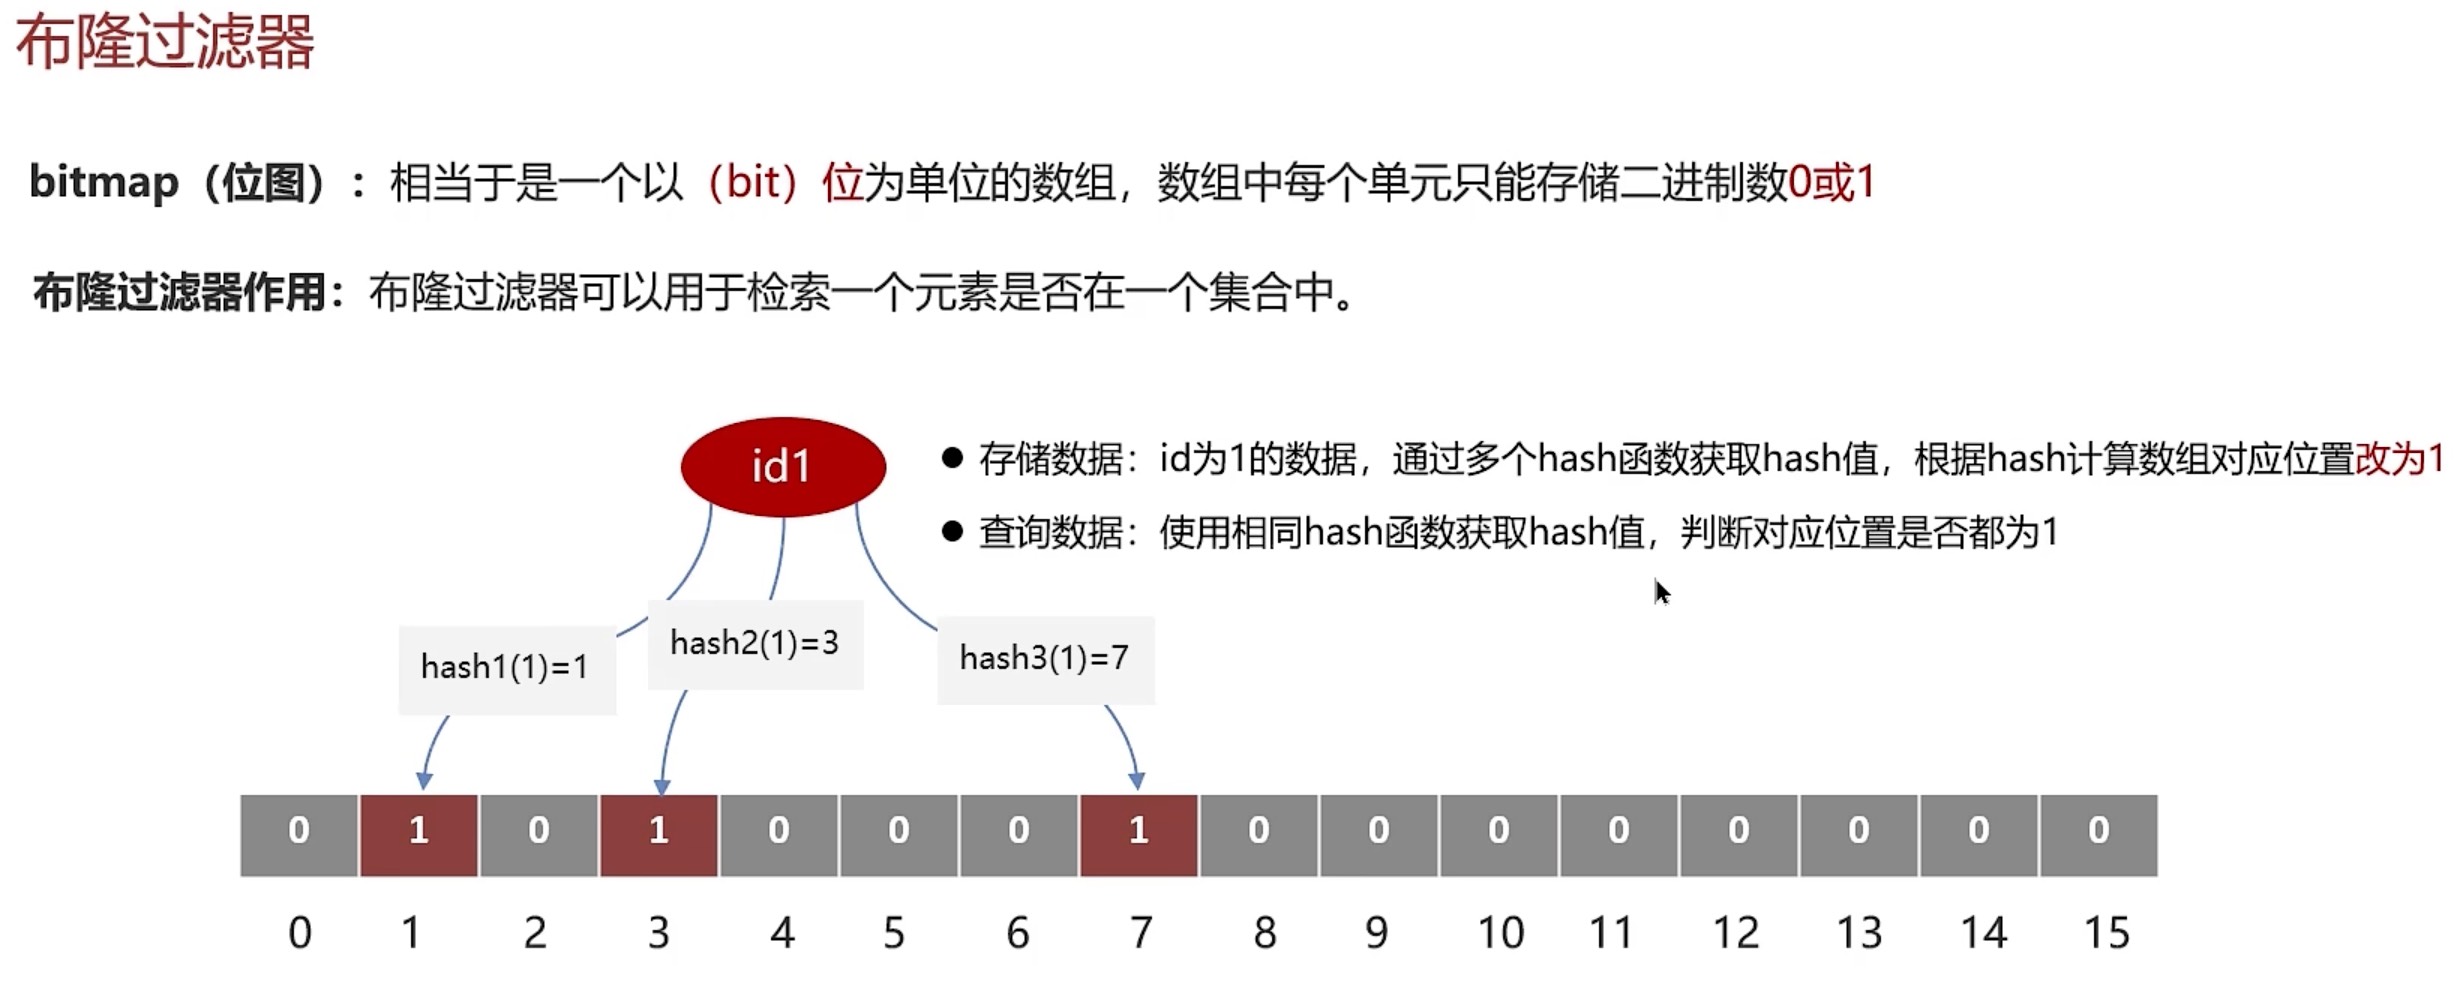 布隆过滤器
bitmap（位图）：相当于是一个以（bit）位为单位的数组，数组中每个单元只能存储二进制数0或1
布隆过滤器作用：布隆过滤器可以用于检索一个元素是否在一个集合中。
id1
● 存储数据：id为1的数据，通过多个hash函数获取hash值，根据hash计算数组对应位置改为1
● 查询数据：使用相同hash函数获取hash值，判断对应位置是否都为1
hash1(1)=1 hash2(1)=3 hash3(1)=7
0 1 0 1 0 0 0 1 0 0 0 0 0 0 0 0
0 1 2 3 4 5 6 7 8 9 10 11 12 13 14 15